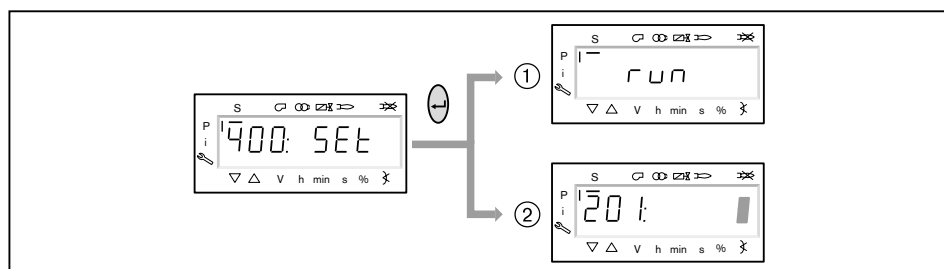 S
P
i
400: SEt
V h min s %
①
S
P
i
run
V h min s %
②
S
P
i
201:
V h min s %